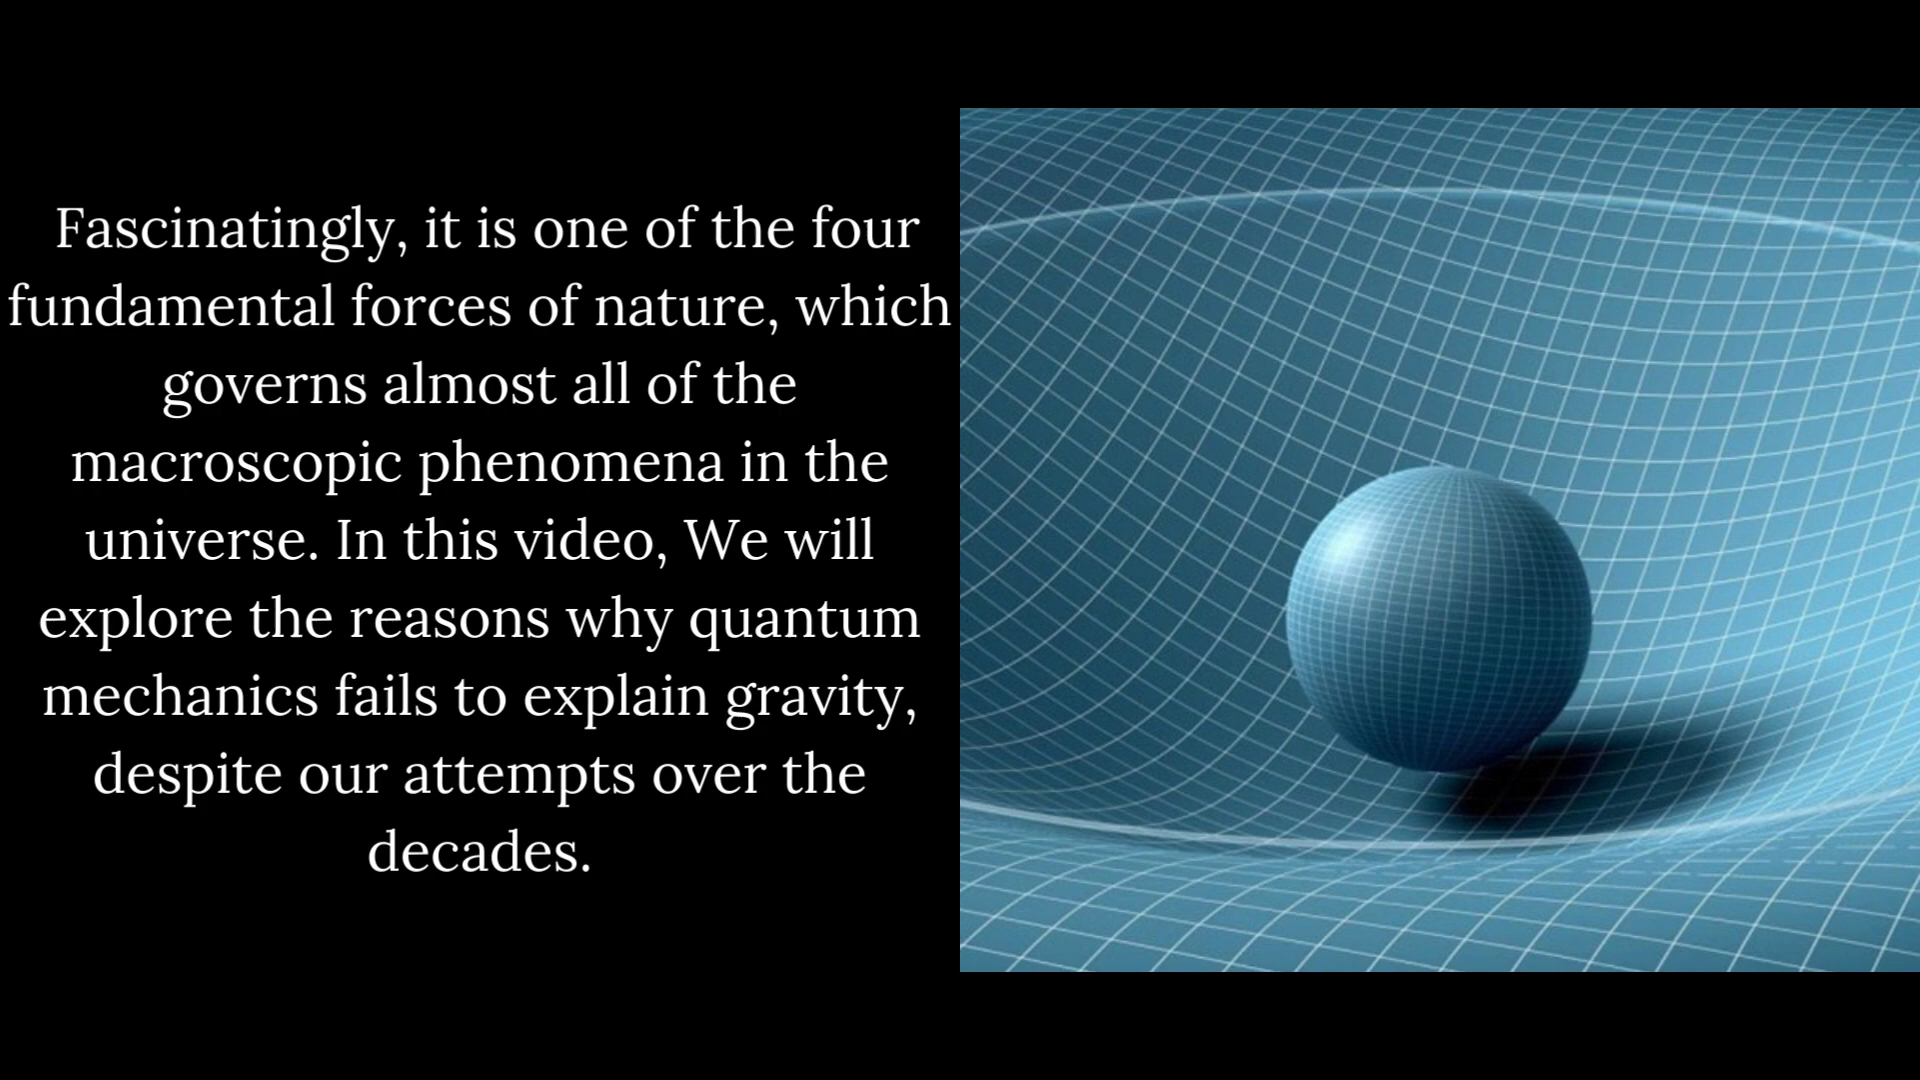 Fascinatingly, it is one of the four
fundamental forces of nature, which
governs almost all of the
macroscopic phenomena in the
universe. In this video, We will
explore the reasons why quantum
mechanics fails to explain gravity,
despite our attempts over the
decades.